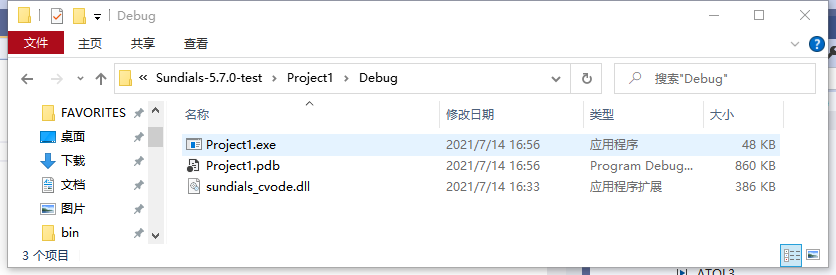 Debug
文件 主页 共享 查看
« Sundials-5.7.0-test > Project1 > Debug 搜索"Debug"
FAVORITES
桌面
下载
文档
图片
bin
名称 修改日期 类型 大小
Project1.exe 2021/7/14 16:56 应用程序 48 KB
Project1.pdb 2021/7/14 16:56 Program Debug... 860 KB
sundials_cvode.dll 2021/7/14 16:33 应用程序扩展 386 KB
3 个项目